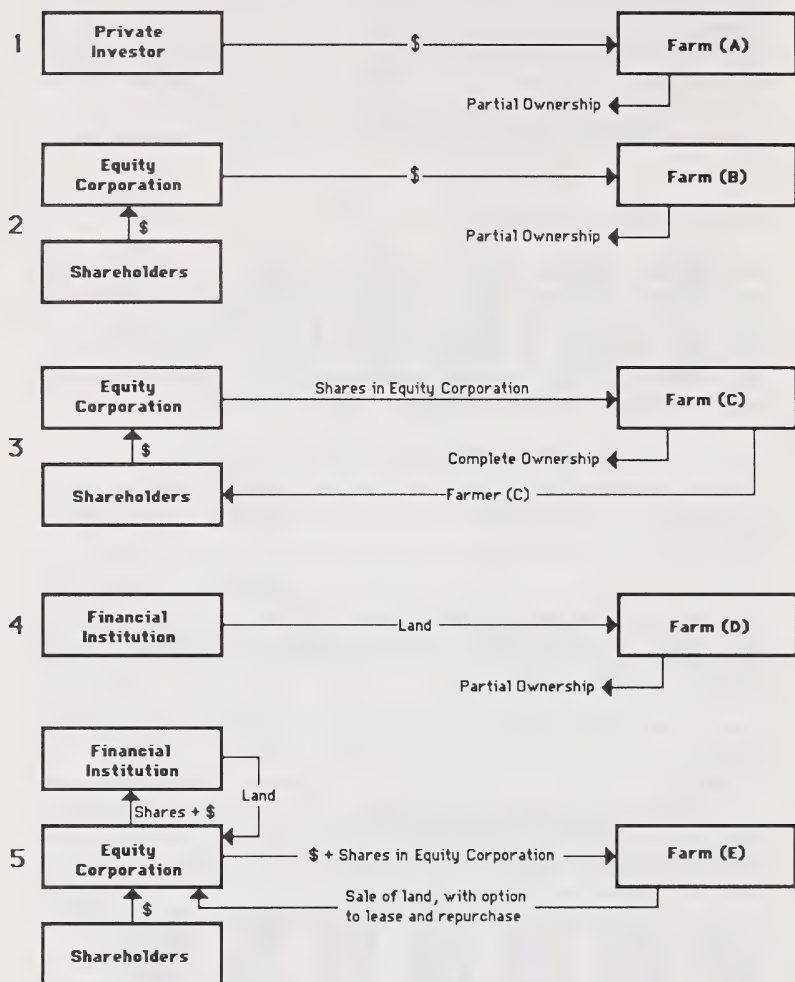 1
Private
Investor
$
Farm (A)
Partial Ownership
2
Equity
Corporation
$
Farm (B)
$
Partial Ownership
Shareholders
3
Equity
Corporation
Shares in Equity Corporation
Farm (C)
$
Complete Ownership
Shareholders
Farmer (C)
4
Financial
Institution
Land
Farm (D)
Partial Ownership
5
Financial
Institution
Land
Shares + $
Equity
Corporation
$ + Shares in Equity Corporation
Farm (E)
$
Sale of land, with option
to lease and repurchase
Shareholders